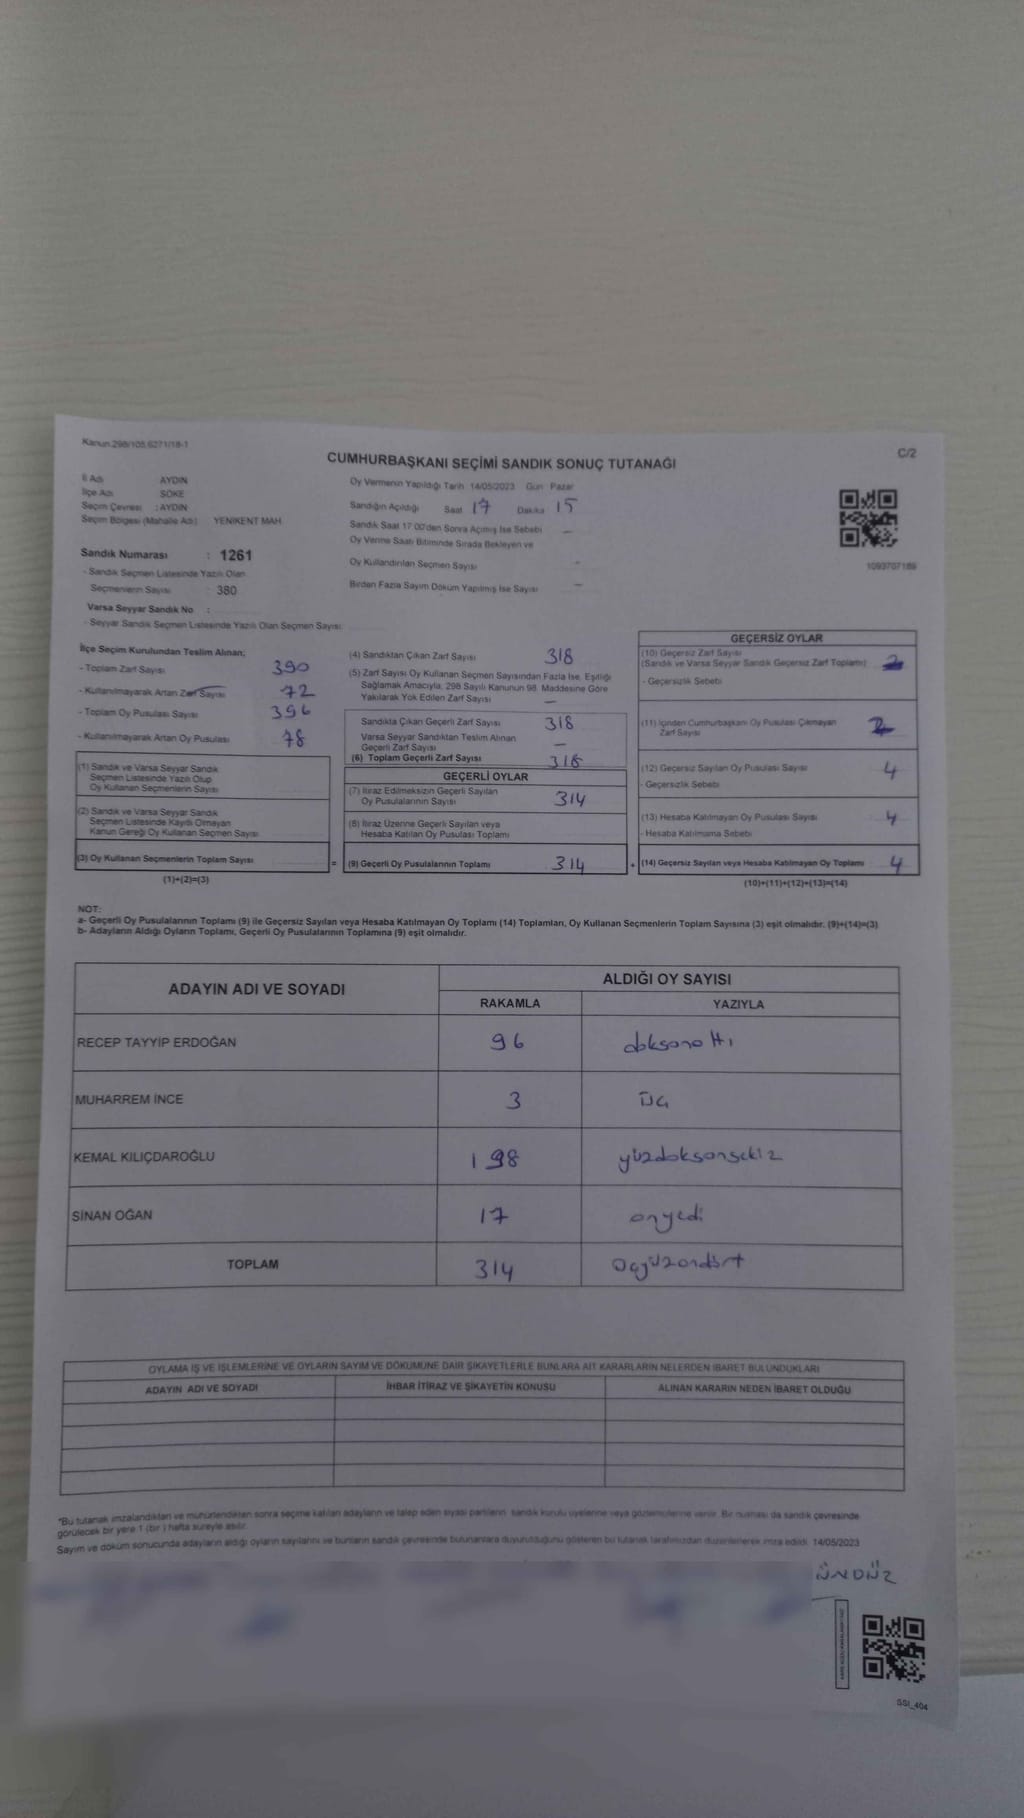 Kanun.298/105,6271/18-1
C/2
CUMHURBAŞKANI SEÇİMİ SANDIK SONUÇ TUTANAĞI
İl Adı AYDIN
İlçe Adı SÖKE
Seçim Çevresi : AYDIN
Seçim Bölgesi (Mahalle Adı) YENİKENT MAH
Sandık Numarası : 1261
- Sandık Seçmen Listesinde Yazılı Olan
Seçmenlerin Sayısı 380
Varsa Seyyar Sandık No :
- Seyyar Sandık Seçmen Listesinde Yazılı Olan Seçmen Sayısı
Oy Vermenin Yapıldığı Tarih 14/05/2023 Gün Pazar
Sandığın Açıldığı Saat 17 Dakika 15
Sandık Saat 17:00'den Sonra Açılmış İse Sebebi —
Oy Verme Saati Bitiminde Sırada Bekleyen ve
Oy Kullandırılan Seçmen Sayısı -
Birden Fazla Sayım Döküm Yapılmış İse Sayısı —
1093707189
İlçe Seçim Kurulundan Teslim Alınan;
- Toplam Zarf Sayısı 390
- Kullanılmayarak Artan Zarf Sayısı 72
- Toplam Oy Pusulası Sayısı 396
- Kullanılmayarak Artan Oy Pusulası 78
(1) Sandık ve Varsa Seyyar Sandık
Seçmen Listesinde Yazılı Olup
Oy Kullanan Seçmenlerin Sayısı
(2) Sandık ve Varsa Seyyar Sandık
Seçmen Listesinde Kayıtlı Olmayan
Kanun Gereği Oy Kullanan Seçmen Sayısı
(3) Oy Kullanan Seçmenlerin Toplam Sayısı
=
(1)+(2)=(3)
(4) Sandıktan Çıkan Zarf Sayısı 318
(5) Zarf Sayısı Oy Kullanan Seçmen Sayısından Fazla İse, Eşitliği
Sağlamak Amacıyla, 298 Sayılı Kanunun 98. Maddesine Göre
Yakılarak Yok Edilen Zarf Sayısı —
Sandıkta Çıkan Geçerli Zarf Sayısı 318
Varsa Seyyar Sandıktan Teslim Alınan
Geçerli Zarf Sayısı —
(6) Toplam Geçerli Zarf Sayısı 318
GEÇERLİ OYLAR
(7) İtiraz Edilmeksizin Geçerli Sayılan
Oy Pusulalarının Sayısı 314
(8) İtiraz Üzerine Geçerli Sayılan veya
Hesaba Katılan Oy Pusulası Toplamı
(9) Geçerli Oy Pusulalarının Toplamı 314
+
GEÇERSİZ OYLAR
(10) Geçersiz Zarf Sayısı
(Sandık ve Varsa Seyyar Sandık Geçersiz Zarf Toplamı)
- Geçersizlik Sebebi
(11) İçinden Cumhurbaşkanı Oy Pusulası Çıkmayan
Zarf Sayısı
(12) Geçersiz Sayılan Oy Pusulası Sayısı 4
- Geçersizlik Sebebi
(13) Hesaba Katılmayan Oy Pusulası Sayısı 4
- Hesaba Katılmama Sebebi
(14) Geçersiz Sayılan veya Hesaba Katılmayan Oy Toplamı 4
(10)+(11)+(12)+(13)=(14)
NOT:
a- Geçerli Oy Pusulalarının Toplamı (9) ile Geçersiz Sayılan veya Hesaba Katılmayan Oy Toplamı (14) Toplamları, Oy Kullanan Seçmenlerin Toplam Sayısına (3) eşit olmalıdır. (9)+(14)=(3)
b- Adayların Aldığı Oyların Toplamı, Geçerli Oy Pusulalarının Toplamına (9) eşit olmalıdır.
ADAYIN ADI VE SOYADI
ALDIĞI OY SAYISI
RAKAMLA YAZIYLA
RECEP TAYYİP ERDOĞAN 96 doksanaltı
MUHARREM İNCE 3 üç
KEMAL KILIÇDAROĞLU 198 yüzdoksansekiz
SİNAN OĞAN 17 onyedi
TOPLAM 314 üçyüzondört
OYLAMA İŞ VE İŞLEMLERİNE VE OYLARIN SAYIM VE DÖKÜMÜNE DAİR ŞİKAYETLERLE BUNLARA AİT KARARLARIN NELERDEN İBARET BULUNDUKLARI
ADAYIN ADI VE SOYADI İHBAR İTİRAZ VE ŞİKAYETİN KONUSU ALINAN KARARIN NEDEN İBARET OLDUĞU
*Bu tutanak imzalandıktan ve mühürlendikten sonra seçime katılan adayların ve talep eden siyasi partilerin sandık kurulu üyelerine veya gözlemcilerine verilir. Bir nüshası da sandık çevresinde
görülecek bir yere 1 (bir) hafta süreyle asılır.
Sayım ve döküm sonucunda adayların aldığı oyların sayılarını ve bunların sandık çevresinde bulunanlara duyurulduğunu gösteren bu tutanak tarafımızdan düzenlenerek imza edildi. 14/05/2023
ÜNDÜZ
SSI_404